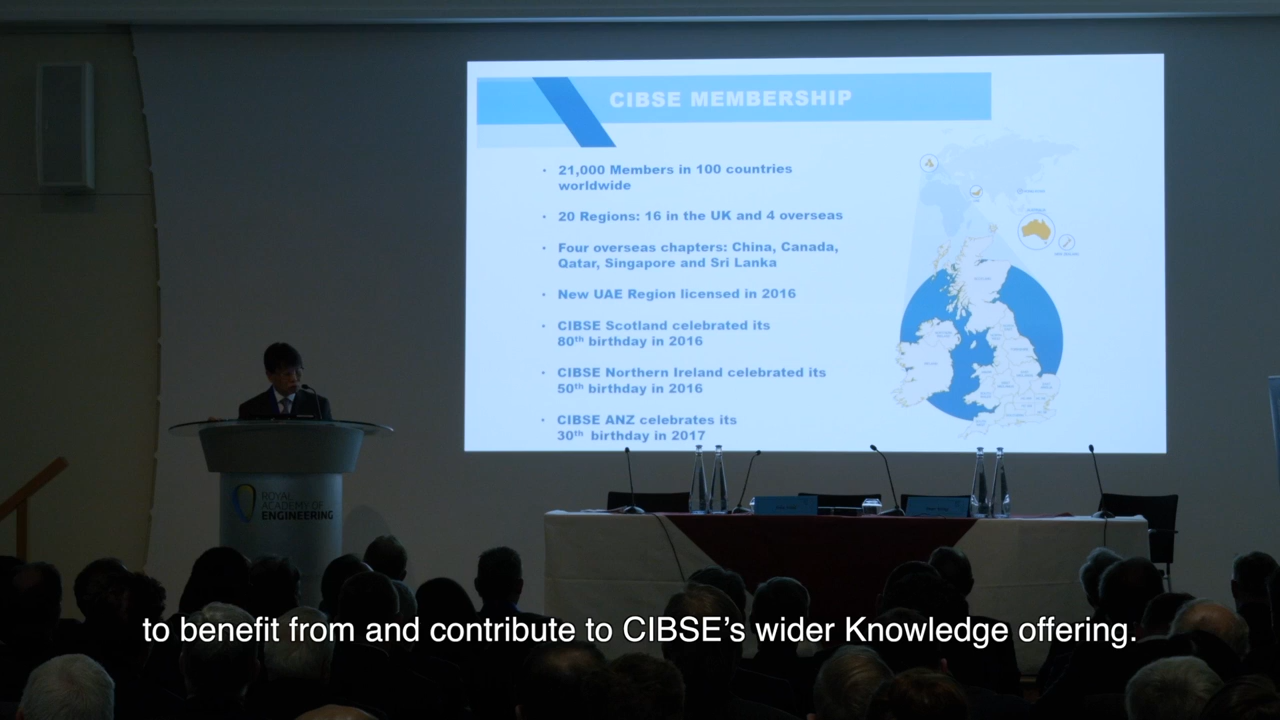 CIBSE MEMBERSHIP
· 21,000 Members in 100 countries
worldwide
· 20 Regions: 16 in the UK and 4 overseas
· Four overseas chapters: China, Canada,
Qatar, Singapore and Sri Lanka
· New UAE Region licensed in 2016
· CIBSE Scotland celebrated its
80th birthday in 2016
· CIBSE Northern Ireland celebrated its
50th birthday in 2016
· CIBSE ANZ celebrates its
30th birthday in 2017
ROYAL
ACADEMY OF
ENGINEERING
to benefit from and contribute to CIBSE’s wider Knowledge offering.